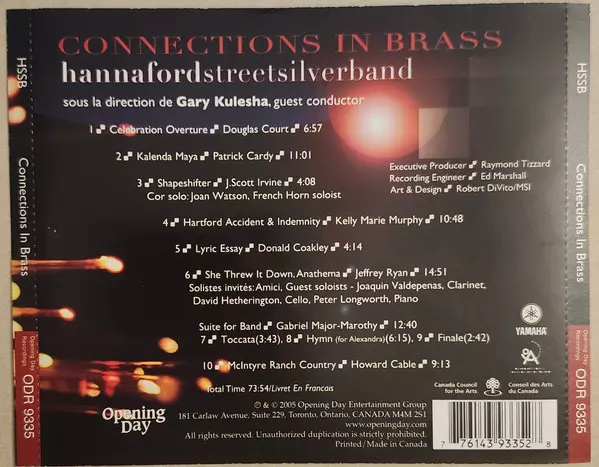 CONNECTIONS IN BRASS
hannafordstreetsilverband
sous la direction de Gary Kulesha, guest conductor
1 Celebration Overture Douglas Court 6:57
2 Kalenda Maya Patrick Cardy 11:01
3 Shapeshifter J.Scott Irvine 4:08
Cor solo: Joan Watson, French Horn soloist
4 Hartford Accident & Indemnity Kelly Marie Murphy 10:48
5 Lyric Essay Donald Coakley 4:14
6 She Threw It Down, Anathema Jeffrey Ryan 14:51
Solistes invités: Amici, Guest soloists - Joaquin Valdepenas, Clarinet,
David Hetherington, Cello, Peter Longworth, Piano
Suite for Band Gabriel Major-Marothy 12:40
7 Toccata(3:43), 8 Hymn (for Alexandra)(6:15), 9 Finale(2:42)
10 McIntyre Ranch Country Howard Cable 9:13
Total Time 73:54/Livret En Francais
Executive Producer Raymond Tizzard
Recording Engineer Ed Marshall
Art & Design Robert DiVito/MSI
YAMAHA
Canada Council for the Arts
Conseil des Arts du Canada
Opening Day
℗ & © 2005 Opening Day Entertainment Group
181 Carlaw Avenue, Suite 229, Toronto, Ontario, CANADA M4M 2S1
www.openingday.com
All rights reserved. Unauthorized duplication is strictly prohibited.
Printed / Made in Canada
7 76143 93352 8
HSSB
Connections In Brass
Opening Day Recordings
ODR 9335
HSSB
Connections In Brass
Opening Day Recordings
ODR 9335